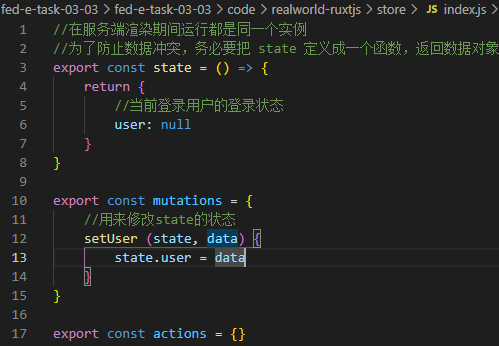 fed-e-task-03-03 > fed-e-task-03-03 > code > realworld-ruxtjs > store > JS index.js >
1 //在服务端渲染期间运行都是同一个实例
2 //为了防止数据冲突，务必要把 state 定义成一个函数，返回数据对象
3 export const state = () => {
4 return {
5 //当前登录用户的登录状态
6 user: null
7 }
8 }
9
10 export const mutations = {
11 //用来修改state的状态
12 setUser (state, data) {
13 state.user = data
14 }
15 }
16
17 export const actions = {}